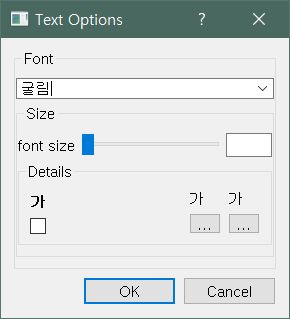 Text Options
Font
굴림
Size
font size
Details
가 가 가
... ...
OK Cancel